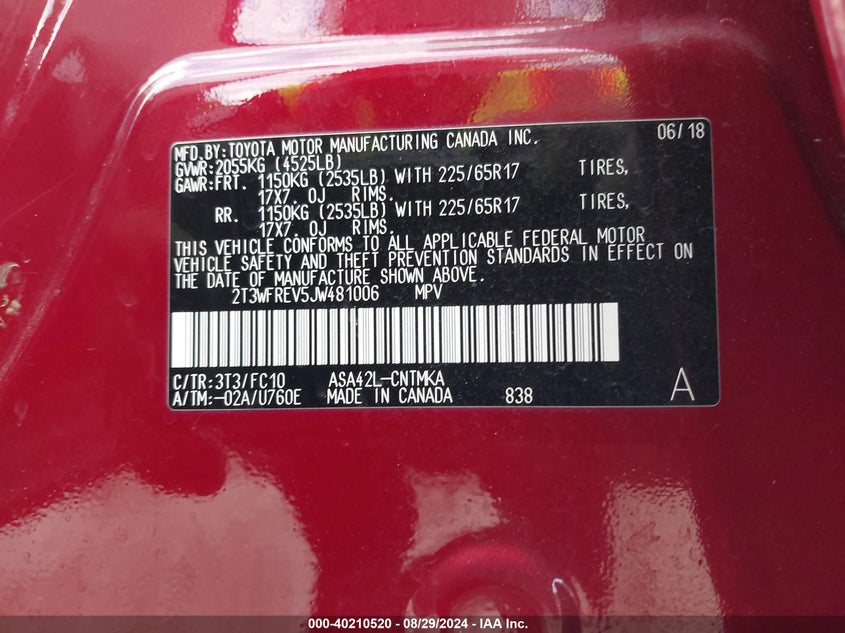 MFD.BY:TOYOTA MOTOR MANUFACTURING CANADA INC. 06/18
GVWR:2055KG (4525LB)
GAWR:FRT. 1150KG (2535LB) WITH 225/65R17 TIRES,
17X7.0J RIMS.
RR. 1150KG (2535LB) WITH 225/65R17 TIRES,
17X7.0J RIMS.
THIS VEHICLE CONFORMS TO ALL APPLICABLE FEDERAL MOTOR
VEHICLE SAFETY AND THEFT PREVENTION STANDARDS IN EFFECT ON
THE DATE OF MANUFACTURE SHOWN ABOVE.
2T3WFREV5JW481006 MPV
C/TR:3T3/FC10 ASA42L-CNTMKA
A/TM:-02A/U760E MADE IN CANADA 838 A
000-40210520 - 08/29/2024 - IAA Inc.